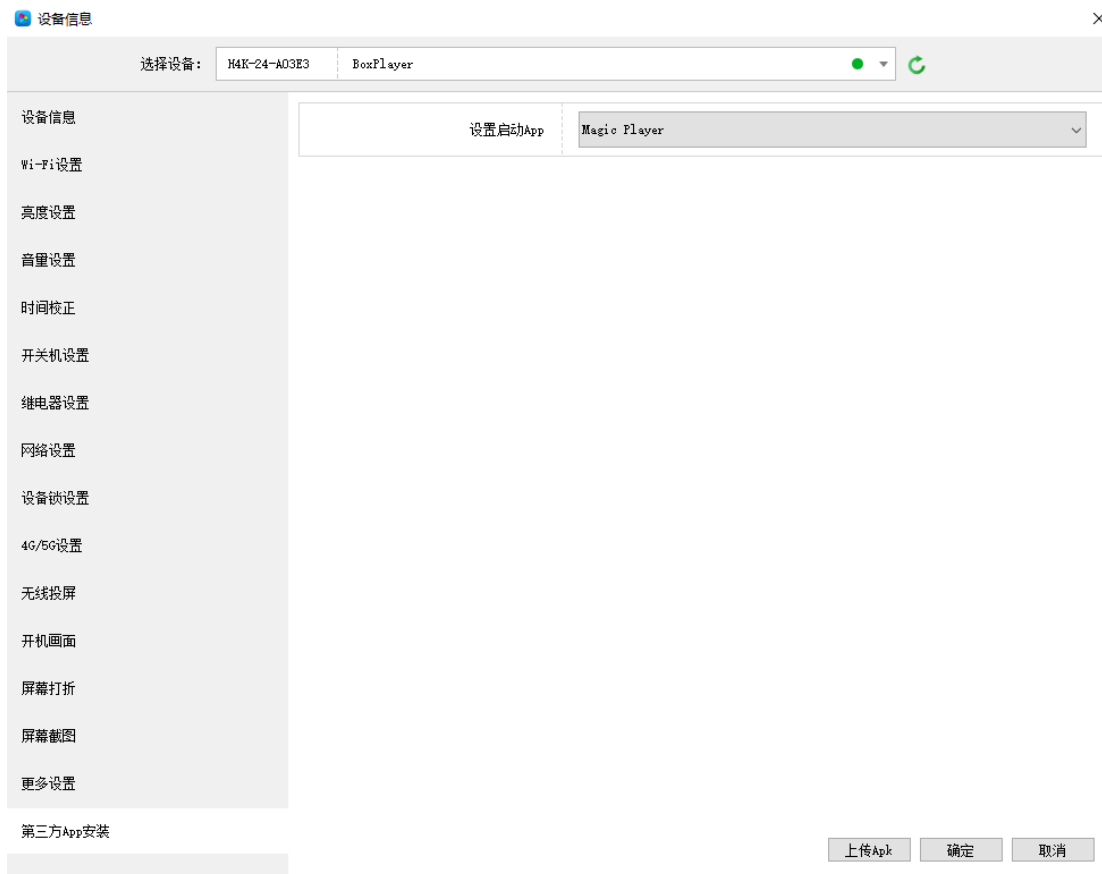 设备信息
选择设备： H4K-24-A03E3 BoxPlayer
设备信息
设置启动App Magic Player
Wi-Fi设置
亮度设置
音量设置
时间校正
开关机设置
继电器设置
网络设置
设备锁设置
4G/5G设置
无线投屏
开机画面
屏幕打折
屏幕截图
更多设置
第三方App安装
上传Apk 确定 取消